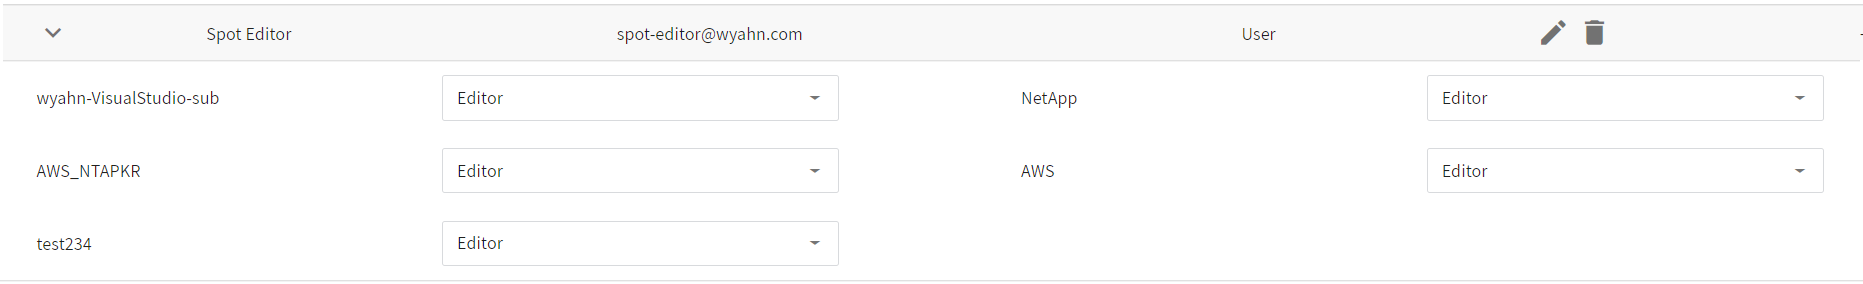 Spot Editor spot-editor@wyahn.com User
wyahn-VisualStudio-sub Editor NetApp Editor
AWS_NTAPKR Editor AWS Editor
test234 Editor